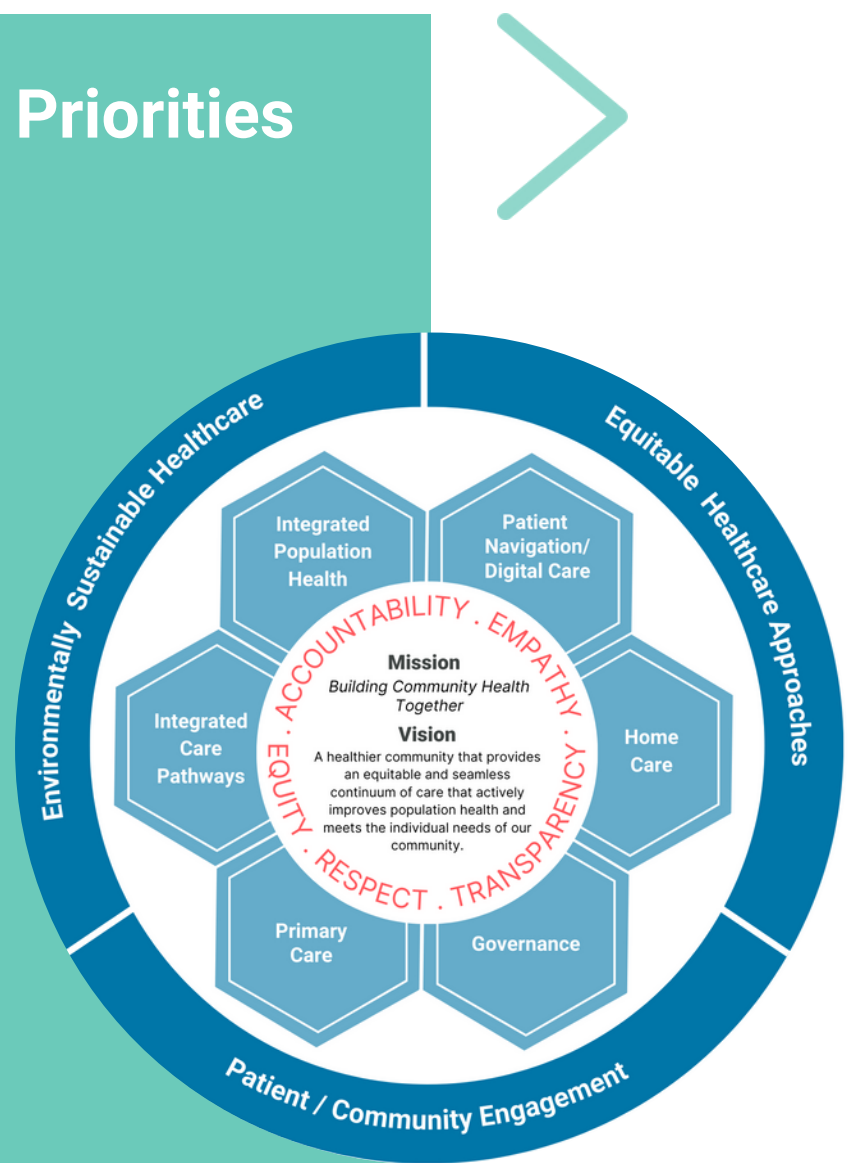 Priorities
Environmentally Sustainable Healthcare
Equitable Healthcare Approaches
Patient / Community Engagement
Integrated
Population
Health
Patient
Navigation/
Digital Care
Integrated
Care
Pathways
Home
Care
Primary
Care
Governance
EQUITY . ACCOUNTABILITY . EMPATHY . TRANSPARENCY . RESPECT .
Mission
Building Community Health
Together
Vision
A healthier community that provides
an equitable and seamless
continuum of care that actively
improves population health and
meets the individual needs of our
community.